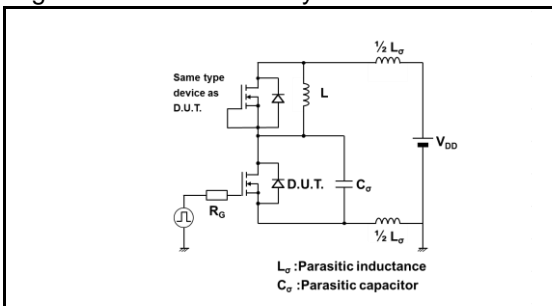 ½ Lσ
Same type
device as
D.U.T.
L
VDD
D.U.T.
Cσ
RG
½ Lσ
Lσ :Parasitic inductance
Cσ :Parasitic capacitor